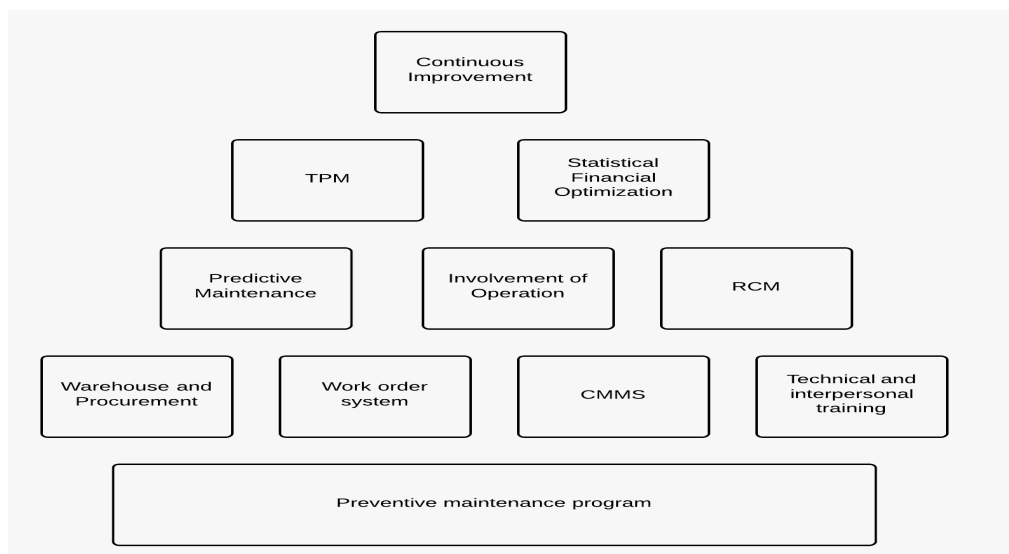 Continuous
Improvement
TPM
Statistical
Financial
Optimization
Predictive
Maintenance
Involvement of
Operation
RCM
Warehouse and
Procurement
Work order
system
CMMS
Technical and
interpersonal
training
Preventive maintenance program